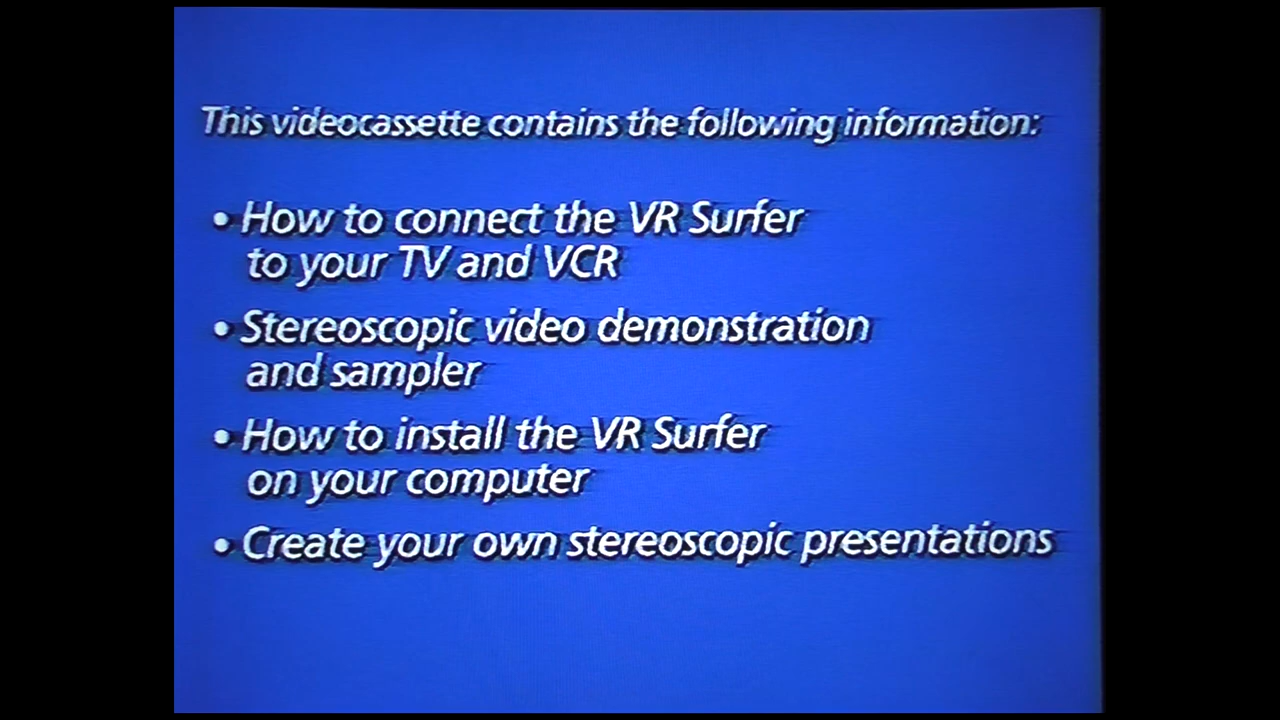 This videocassette contains the following information:
• How to connect the VR Surfer
to your TV and VCR
• Stereoscopic video demonstration
and sampler
• How to install the VR Surfer
on your computer
• Create your own stereoscopic presentations